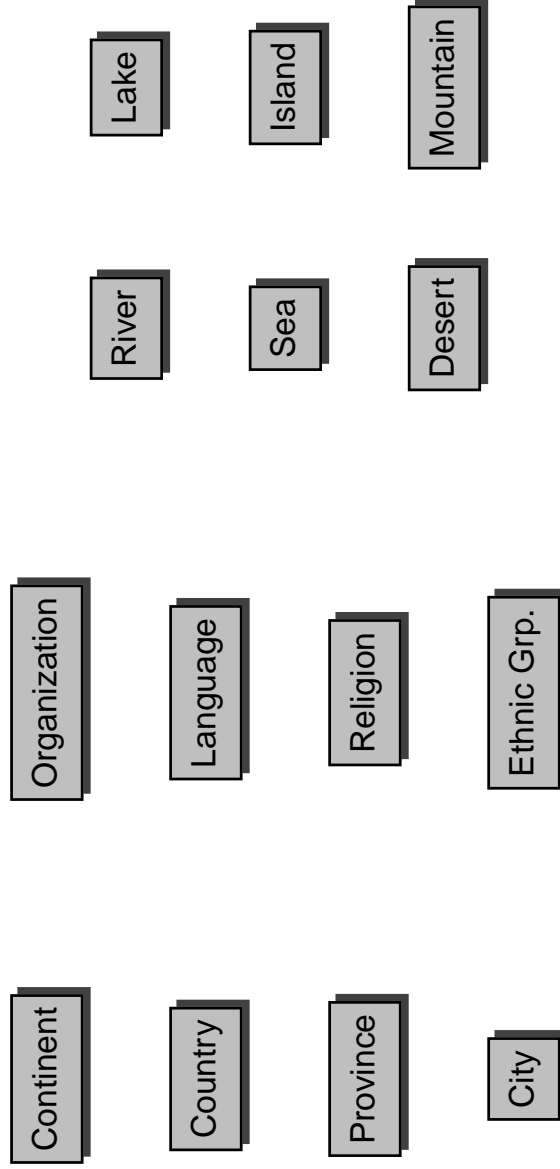 Continent
Country
Province
City
Organization
Language
Religion
Ethnic Grp.
River
Sea
Desert
Lake
Island
Mountain